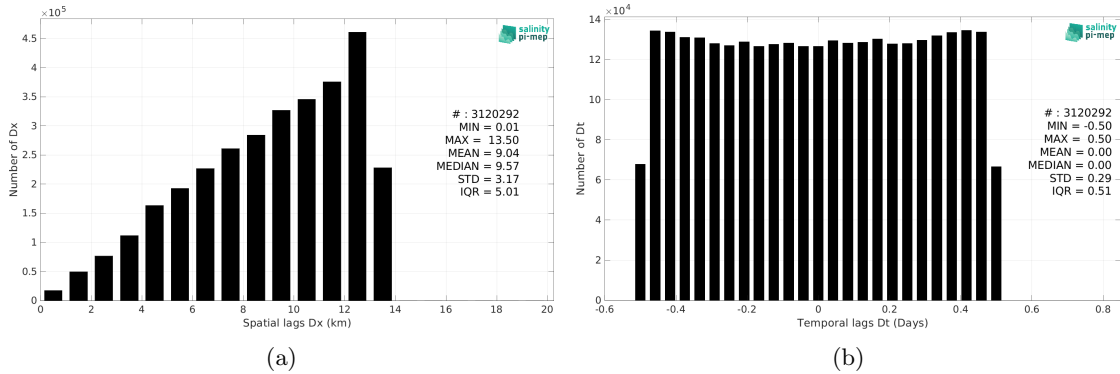 ×10⁵
4.5
4
3.5
3
2.5
2
1.5
1
0.5
0
Number of Dx
salinity
pi-mep
# : 3120292
MIN = 0.01
MAX = 13.50
MEAN = 9.04
MEDIAN = 9.57
STD = 3.17
IQR = 5.01
0 2 4 6 8 10 12 14 16 18 20
Spatial lags Dx (km)
(a)
×10⁴
14
12
10
8
6
4
2
0
Number of Dt
salinity
pi-mep
# : 3120292
MIN = -0.50
MAX = 0.50
MEAN = 0.00
MEDIAN = 0.00
STD = 0.29
IQR = 0.51
-0.6 -0.4 -0.2 0 0.2 0.4 0.6 0.8
Temporal lags Dt (Days)
(b)